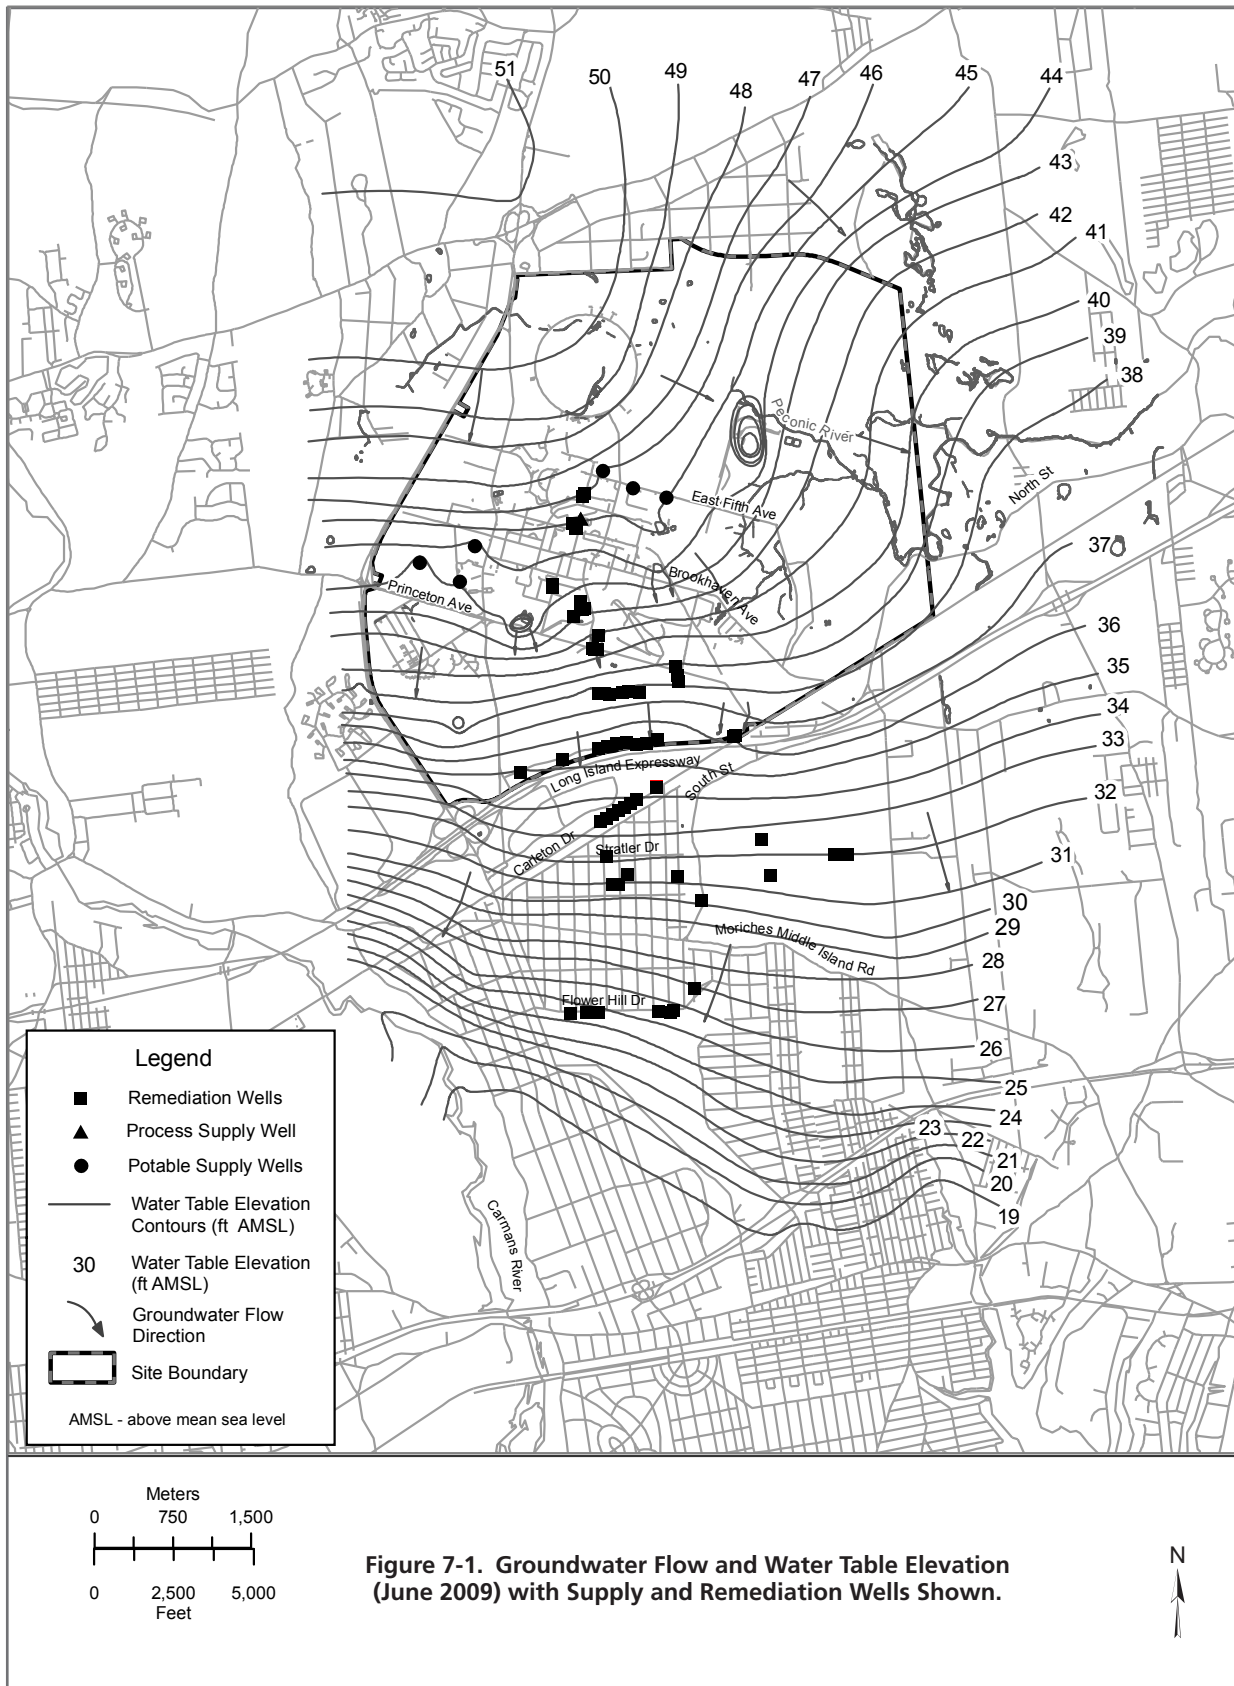 51
50
49
48
47
46
45
44
43
42
41
40
39
38
Peconic River
North St
East Fifth Ave
37
Brookhaven Ave
Princeton Ave
36
35
34
33
Long Island Expressway
South St
32
Carleton Dr
Stratler Dr
31
30
29
Moriches Middle Island Rd
28
Flower Hill Dr
27
26
25
24
23
22
21
20
19
Carmans River
Legend
Remediation Wells
Process Supply Well
Potable Supply Wells
Water Table Elevation
Contours (ft AMSL)
30
Water Table Elevation
(ft AMSL)
Groundwater Flow
Direction
Site Boundary
AMSL - above mean sea level
Meters
0 750 1,500
0 2,500 5,000
Feet
Figure 7-1. Groundwater Flow and Water Table Elevation
(June 2009) with Supply and Remediation Wells Shown.
N